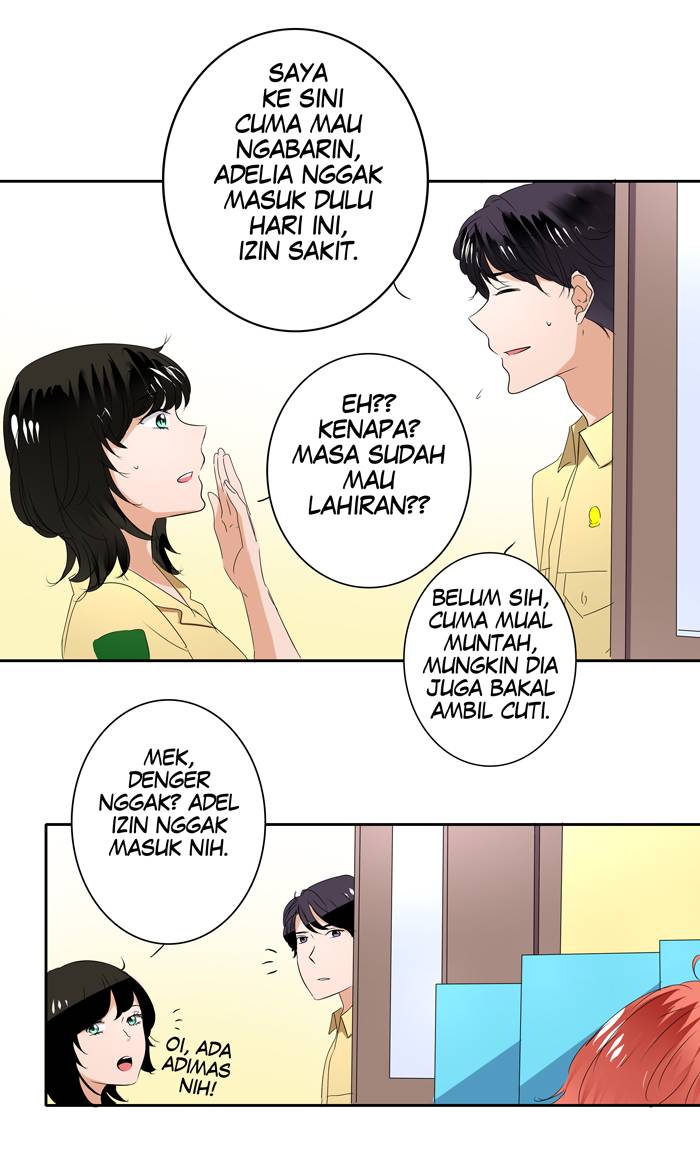 SAYA
KE SINI
CUMA MAU
NGABARIN,
ADELIA NGGAK
MASUK DULU
HARI INI,
IZIN SAKIT.
EH??
KENAPA?
MASA SUDAH
MAU
LAHIRAN??
BELUM SIH,
CUMA MUAL
MUNTAH,
MUNGKIN DIA
JUGA BAKAL
AMBIL CUTI.
MEK,
DENGER
NGGAK? ADEL
IZIN NGGAK
MASUK NIH.
OI, ADA
ADIMAS
NIH!